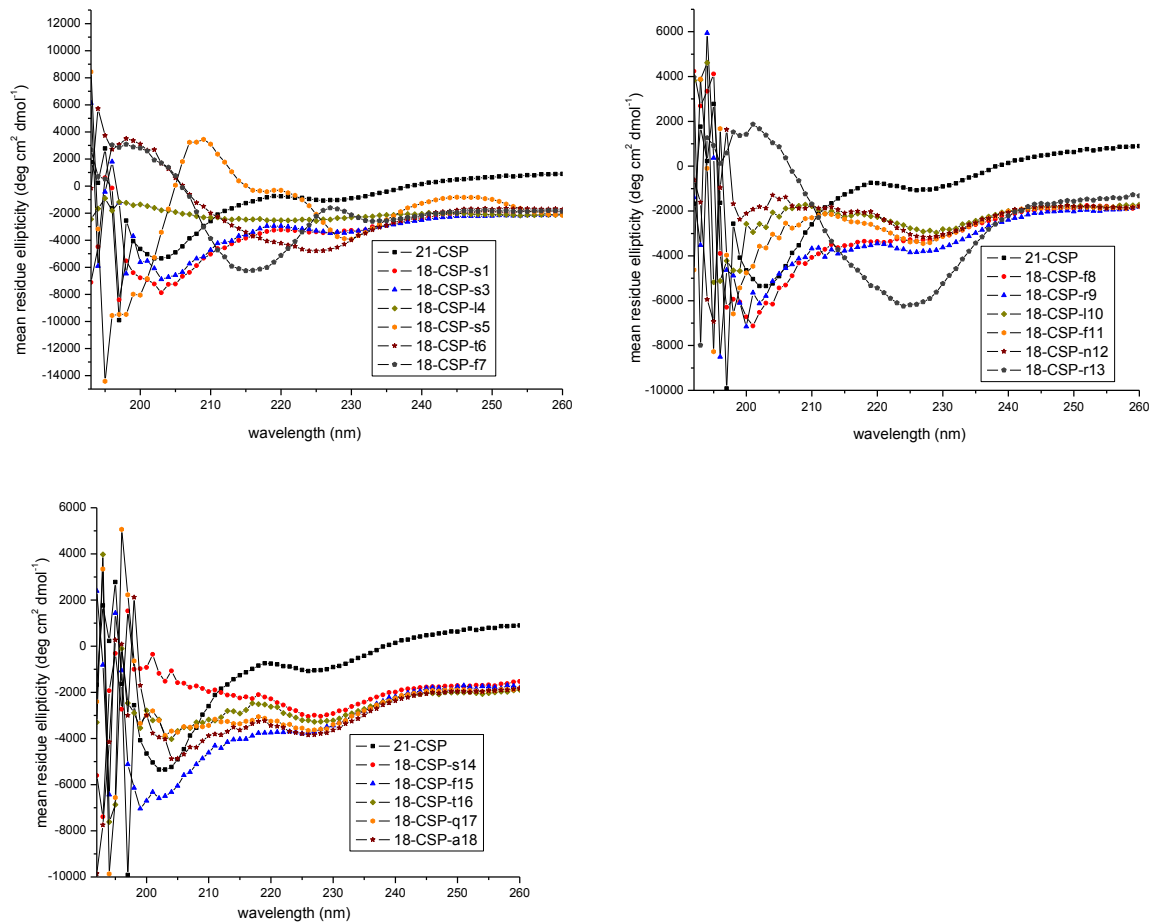 12000
10000
8000
6000
4000
2000
0
-2000
-4000
-6000
-8000
-10000
-12000
-14000
mean residue ellipticity (deg cm² dmol⁻¹)
200 210 220 230 240 250 260
wavelength (nm)
21-CSP
18-CSP-s1
18-CSP-s3
18-CSP-l4
18-CSP-s5
18-CSP-t6
18-CSP-f7
6000
4000
2000
0
-2000
-4000
-6000
-8000
-10000
mean residue ellipticity (deg cm² dmol⁻¹)
200 210 220 230 240 250 260
wavelength (nm)
21-CSP
18-CSP-f8
18-CSP-r9
18-CSP-l10
18-CSP-f11
18-CSP-n12
18-CSP-r13
6000
4000
2000
0
-2000
-4000
-6000
-8000
-10000
mean residue ellipticity (deg cm² dmol⁻¹)
200 210 220 230 240 250 260
wavelength (nm)
21-CSP
18-CSP-s14
18-CSP-f15
18-CSP-t16
18-CSP-q17
18-CSP-a18